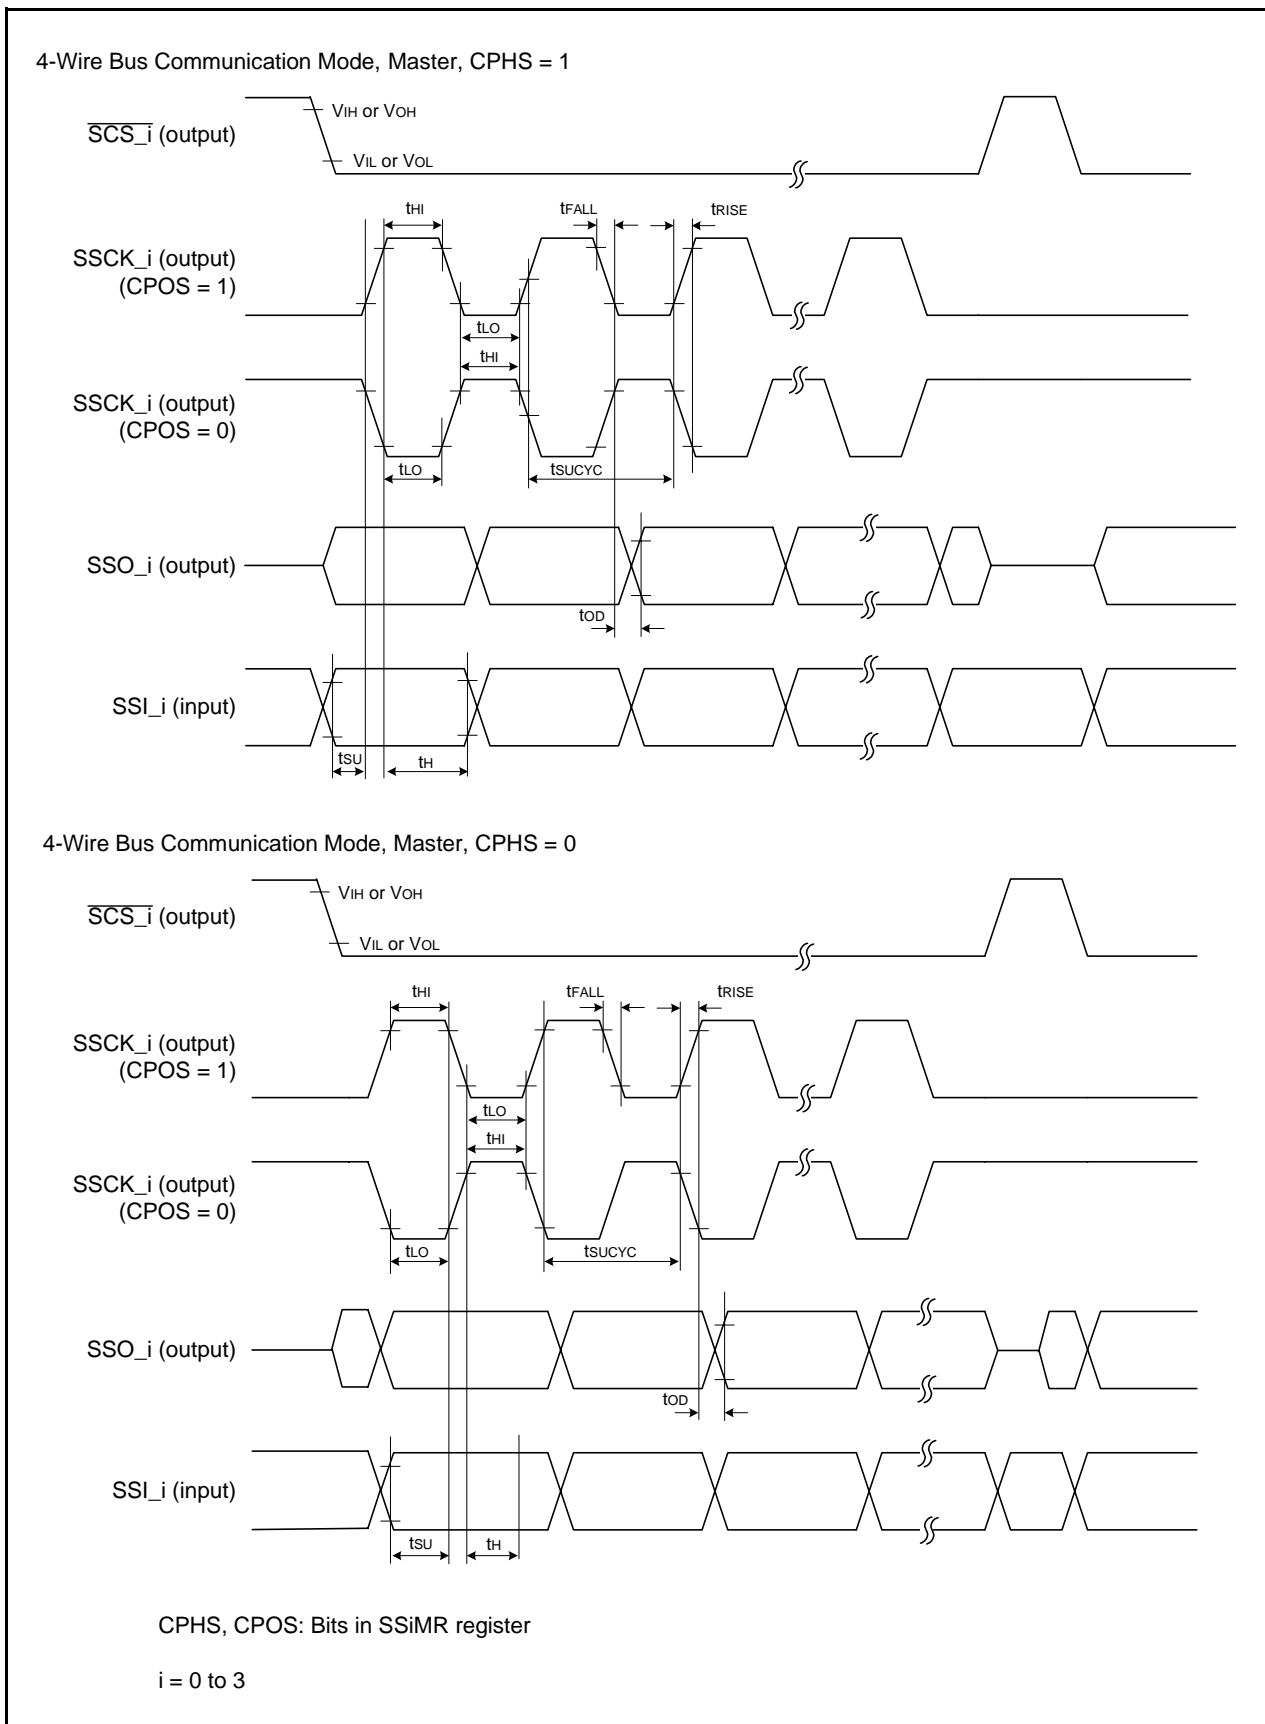 4-Wire Bus Communication Mode, Master, CPHS = 1
VIH or VOH
SCS_i (output)
VIL or VOL
tHI
tFALL
tRISE
SSCK_i (output)
(CPOS = 1)
tLO
tHI
SSCK_i (output)
(CPOS = 0)
tLO
tSUCYC
SSO_i (output)
tOD
SSI_i (input)
tSU
tH
4-Wire Bus Communication Mode, Master, CPHS = 0
VIH or VOH
SCS_i (output)
VIL or VOL
tHI
tFALL
tRISE
SSCK_i (output)
(CPOS = 1)
tLO
tHI
SSCK_i (output)
(CPOS = 0)
tLO
tSUCYC
SSO_i (output)
tOD
SSI_i (input)
tSU
tH
CPHS, CPOS: Bits in SSiMR register
i = 0 to 3